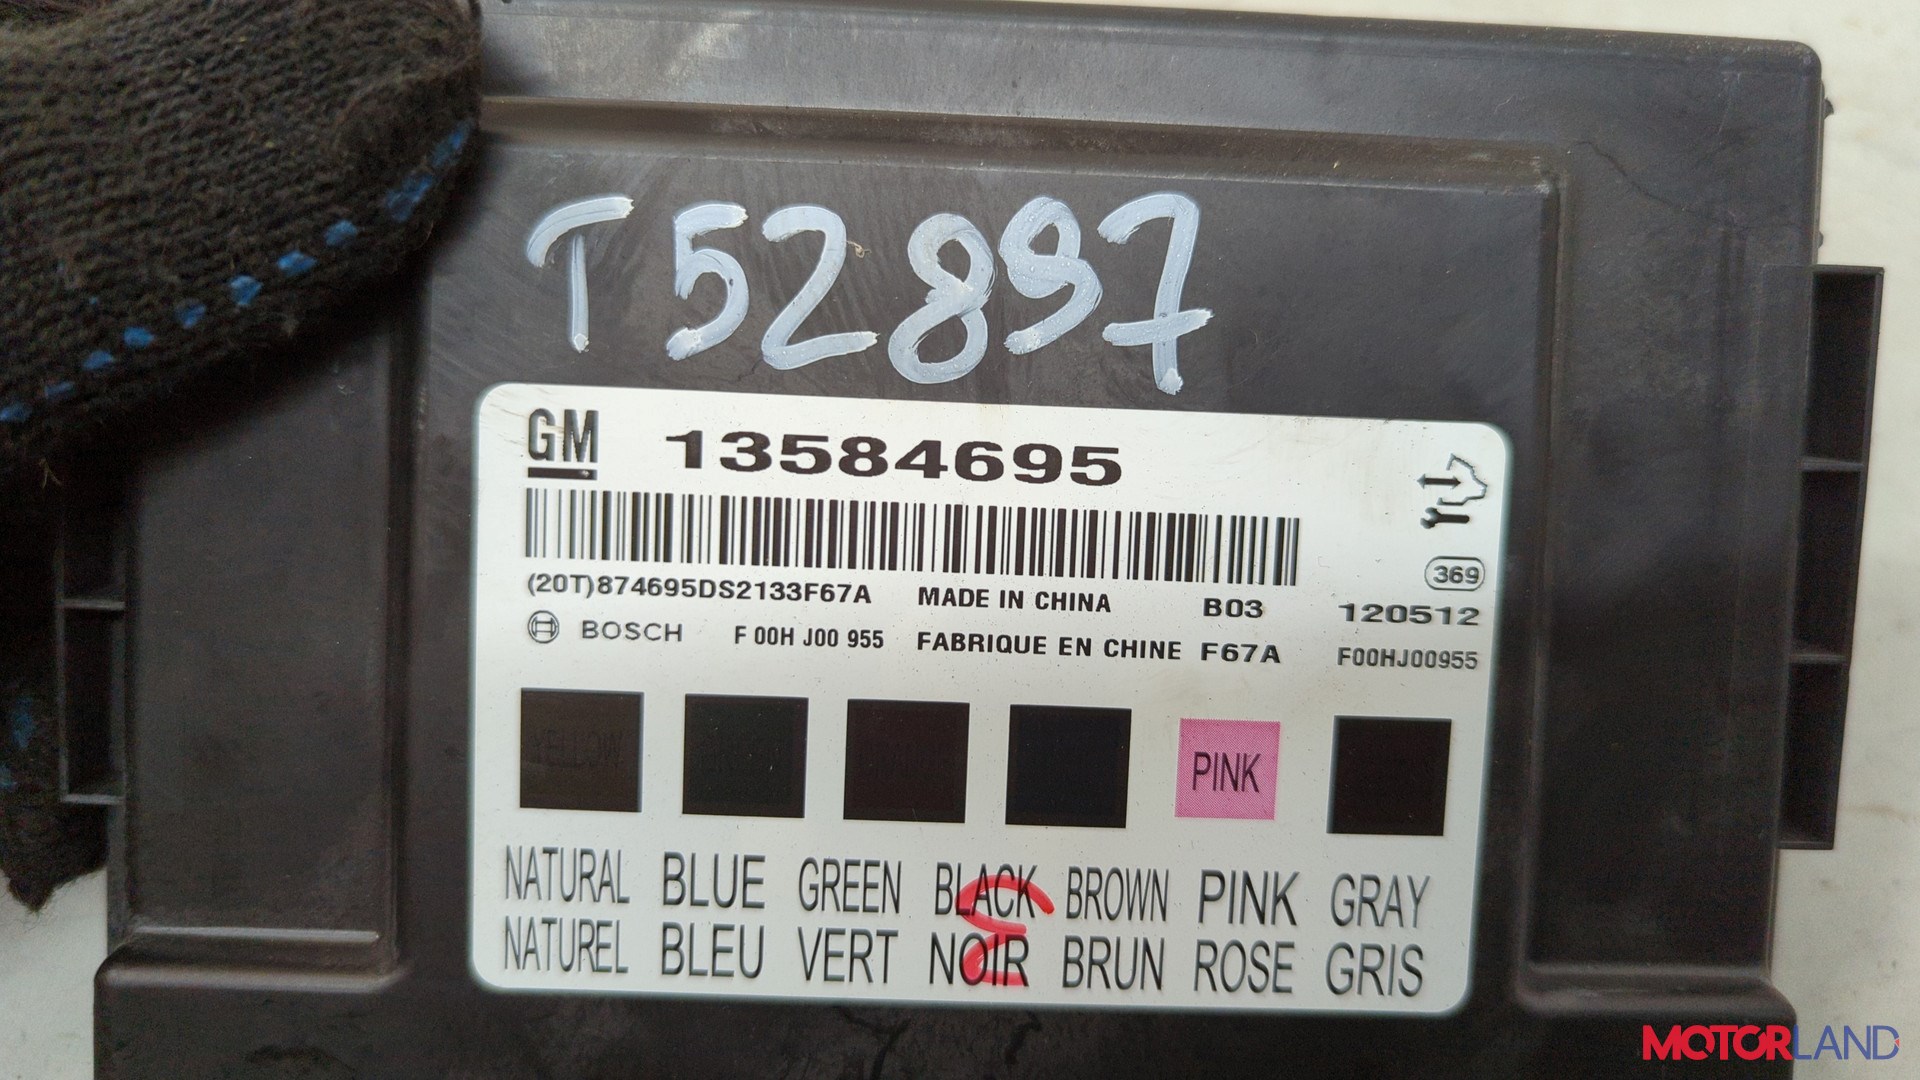 T52897
GM 13584695
369
(20T)874695DS2133F67A MADE IN CHINA B03 120512
BOSCH F 00H J00 955 FABRIQUE EN CHINE F67A F00HJ00955
YELLOW PINK
NATURAL BLUE GREEN BLACK BROWN PINK GRAY
NATUREL BLEU VERT NOIR BRUN ROSE GRIS
MOTORLAND